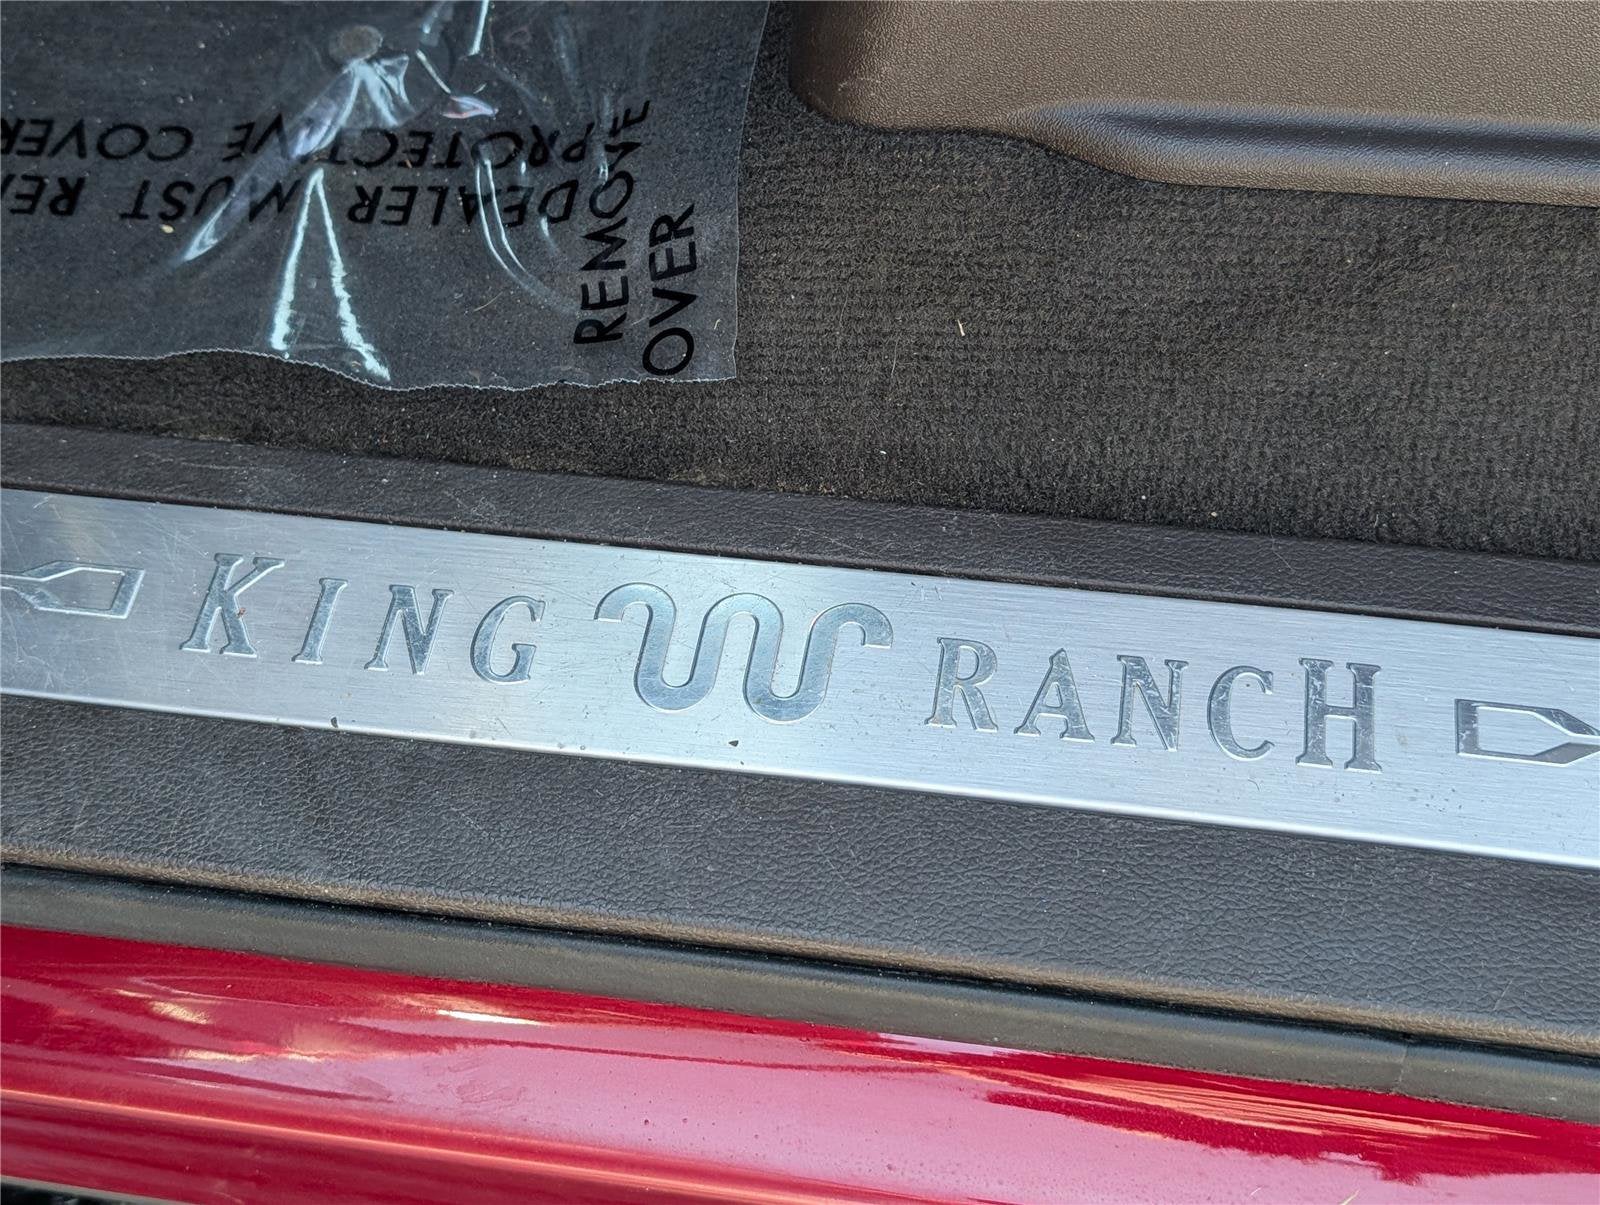 DEALER MUST RE
PROTECTIVE COVER
REMOVE
OVER
KING RANCH